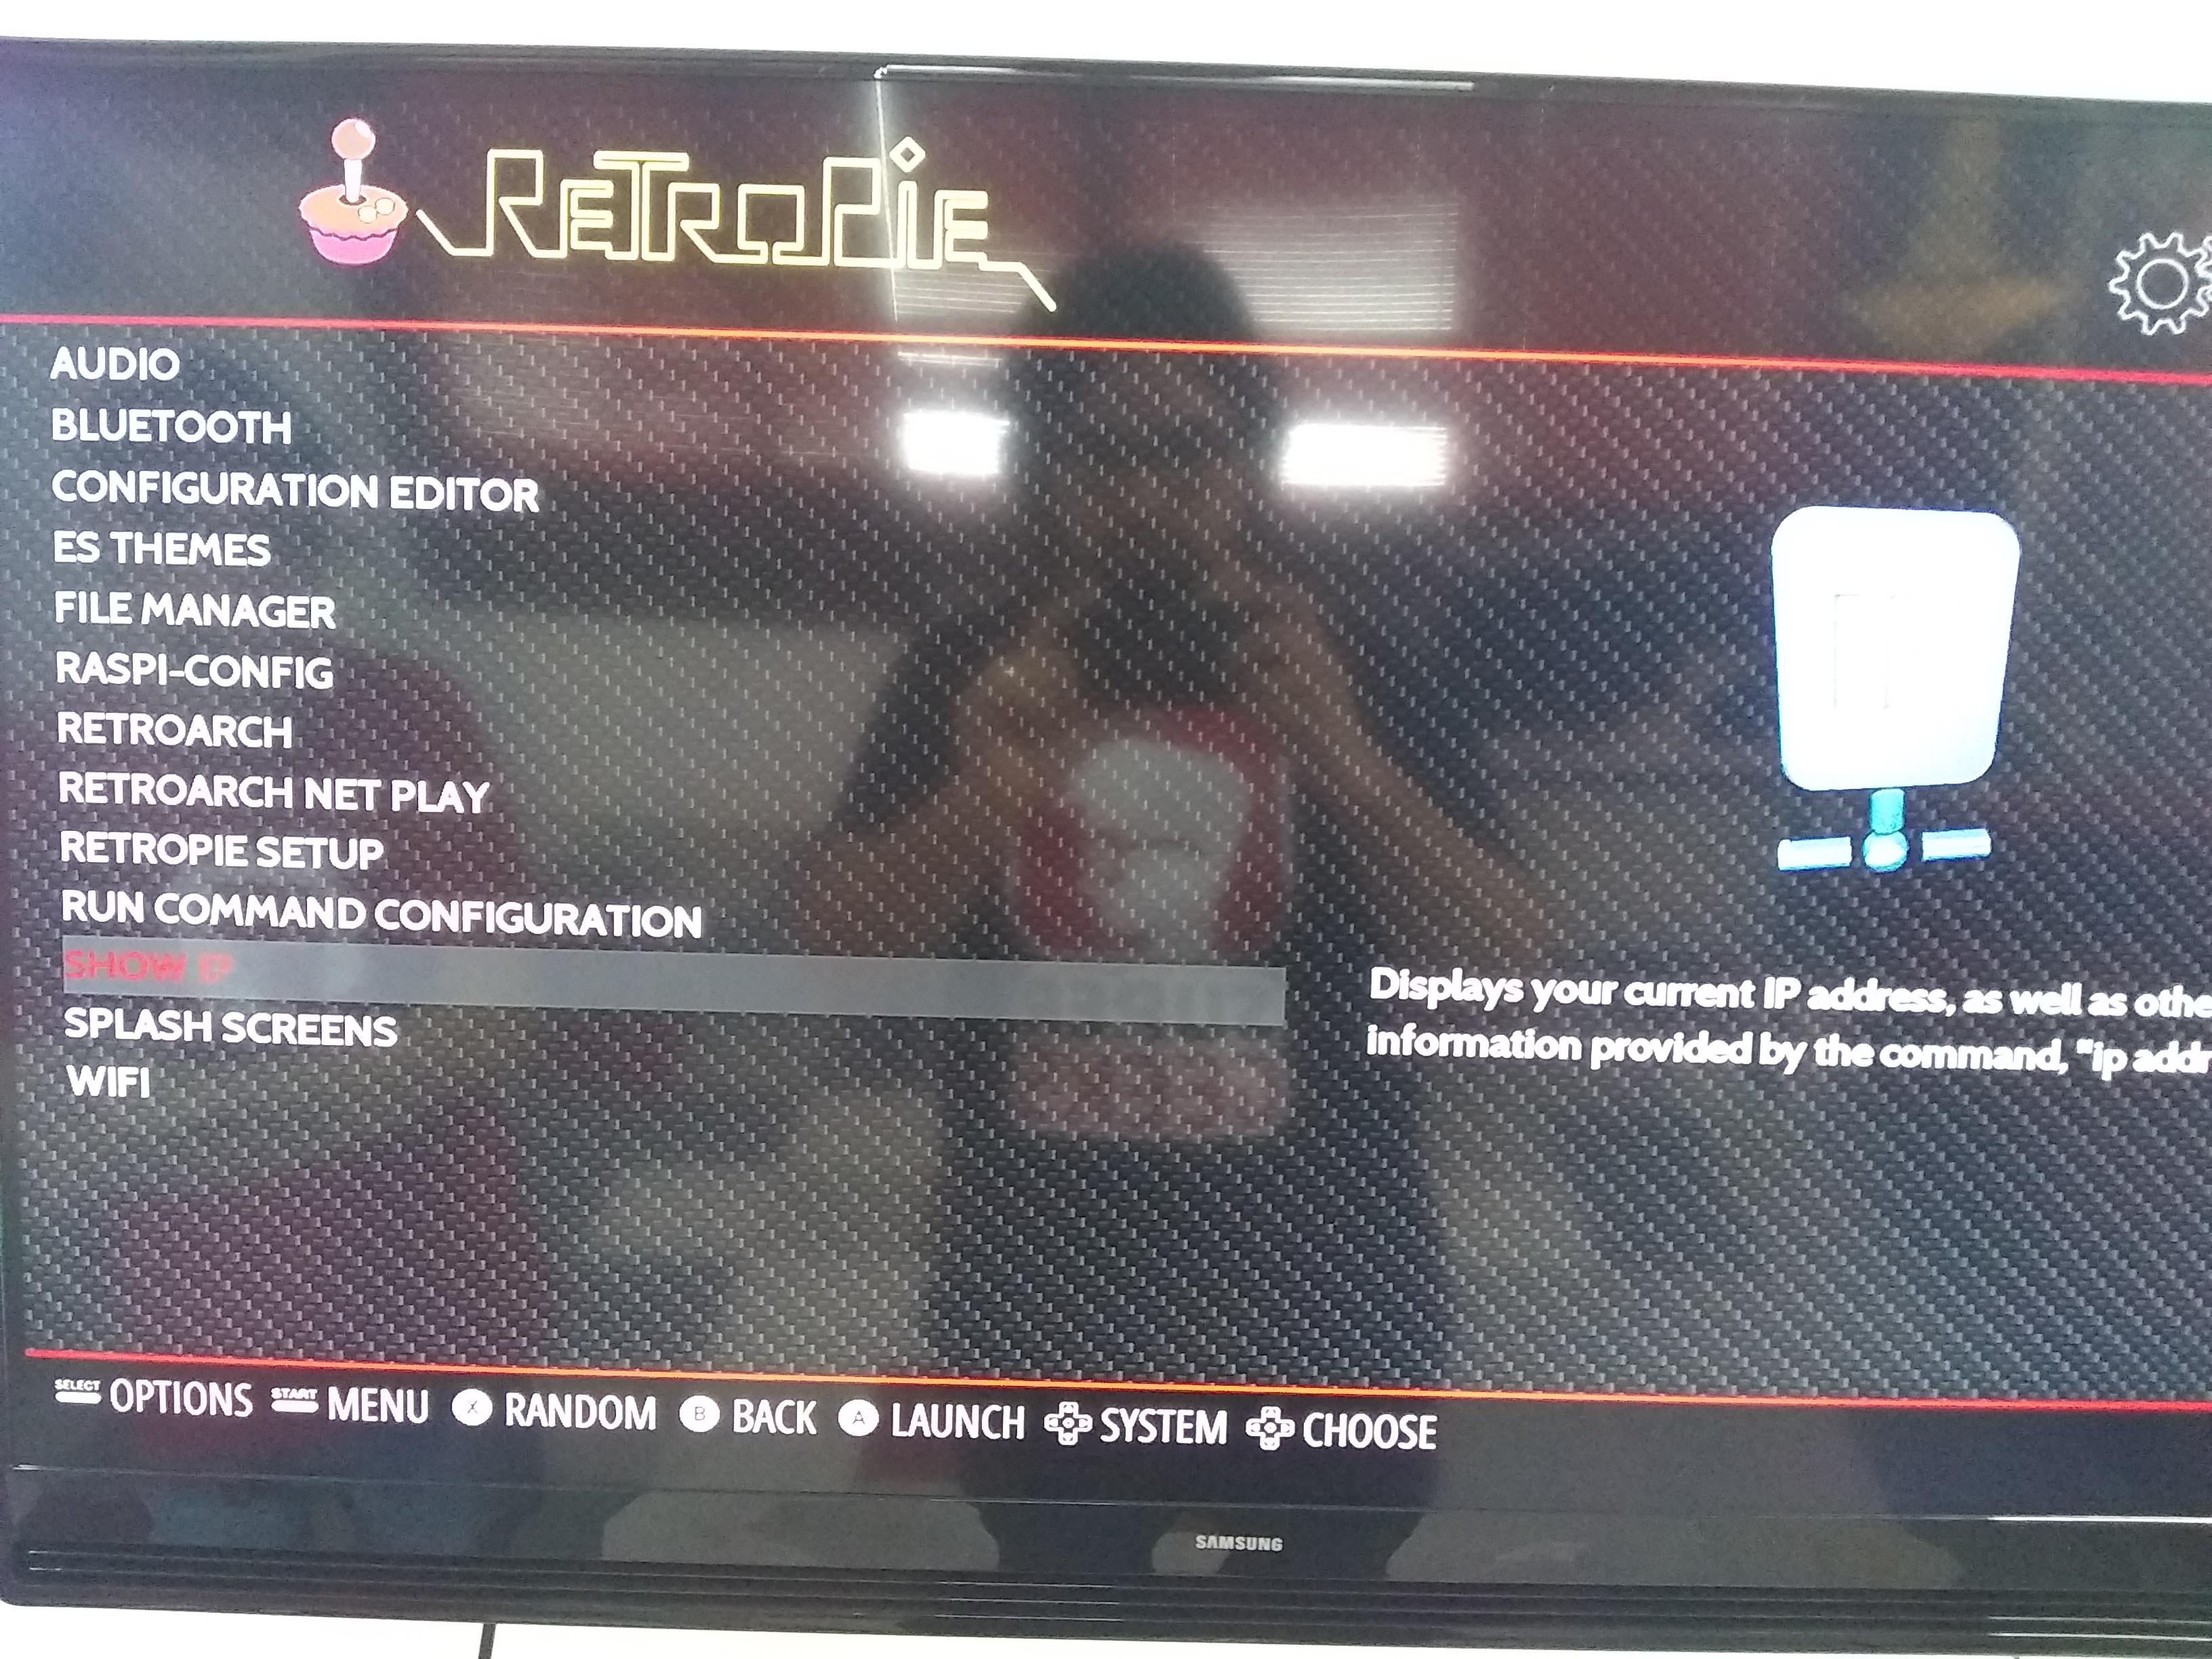 RETROPIE
AUDIO
BLUETOOTH
CONFIGURATION EDITOR
ES THEMES
FILE MANAGER
RASPI-CONFIG
RETROARCH
RETROARCH NET PLAY
RETROPIE SETUP
RUN COMMAND CONFIGURATION
SHOW IP
SPLASH SCREENS
WIFI
Displays your current IP address, as well as othe
information provided by the command, "ip addr
SELECT OPTIONS START MENU X RANDOM B BACK A LAUNCH SYSTEM CHOOSE
SAMSUNG